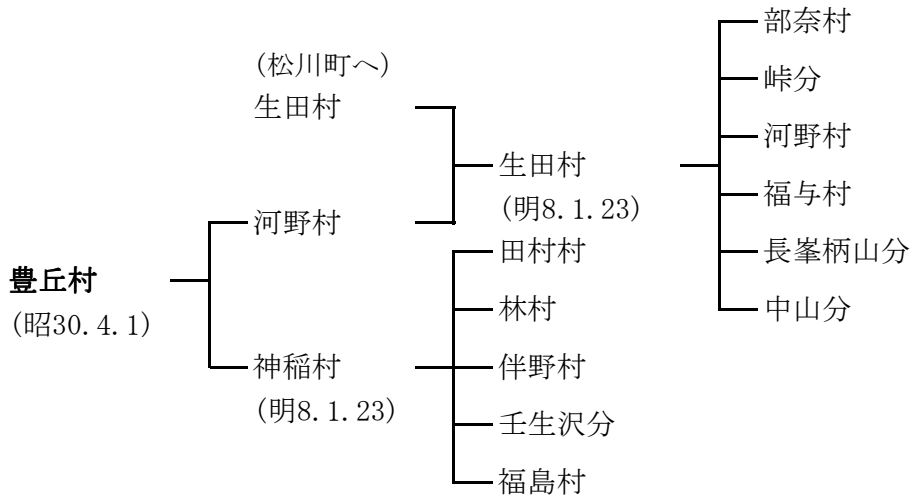 部奈村
(松川町へ)
峠分
生田村
河野村
生田村
(明8.1.23)
福与村
河野村
田村村
長峯柄山分
豊丘村
(昭30.4.1)
林村
中山分
神稲村
(明8.1.23)
伴野村
壬生沢分
福島村